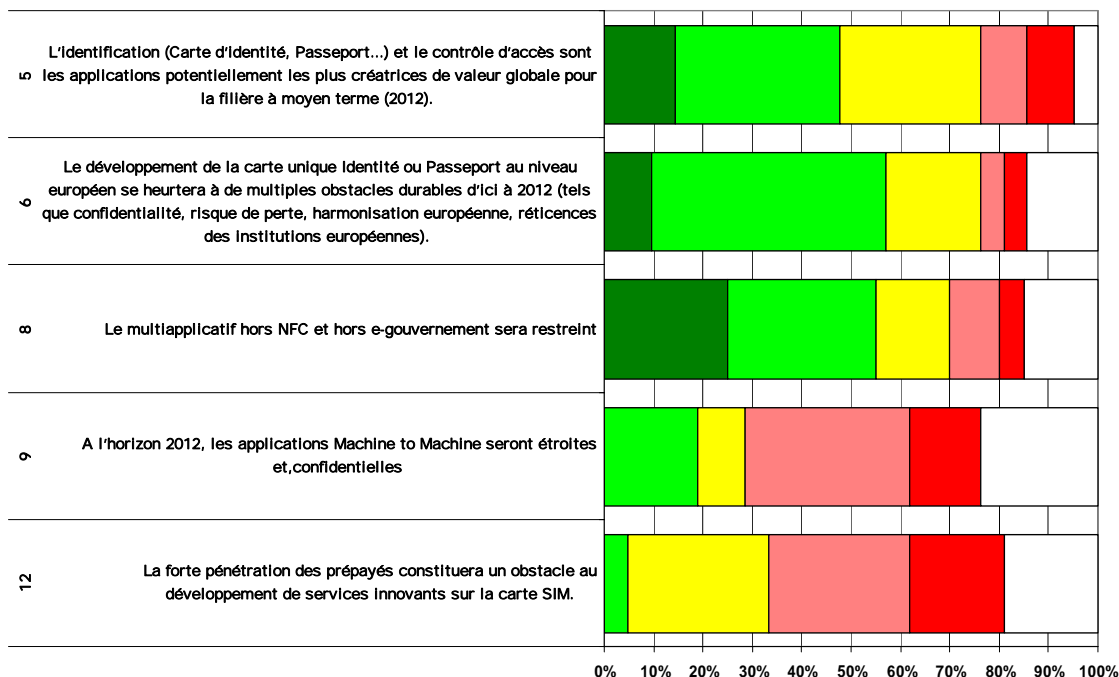 L'identification (Carte d'identité, Passeport...) et le contrôle d'accès sont
5
les applications potentiellement les plus créatrices de valeur globale pour
la filière à moyen terme (2012).
Le développement de la carte unique Identité ou Passeport au niveau
européen se heurtera à de multiples obstacles durables d'ici à 2012 (tels
6
que confidentialité, risque de perte, harmonisation européenne, réticences
des Institutions européennes).
8
Le multiapplicatif hors NFC et hors e-gouvernement sera restreint
A l'horizon 2012, les applications Machine to Machine seront étroites
9
et,confidentielles
La forte pénétration des prépayés constituera un obstacle au
12
développement de services innovants sur la carte SIM.
0% 10% 20% 30% 40% 50% 60% 70% 80% 90% 100%